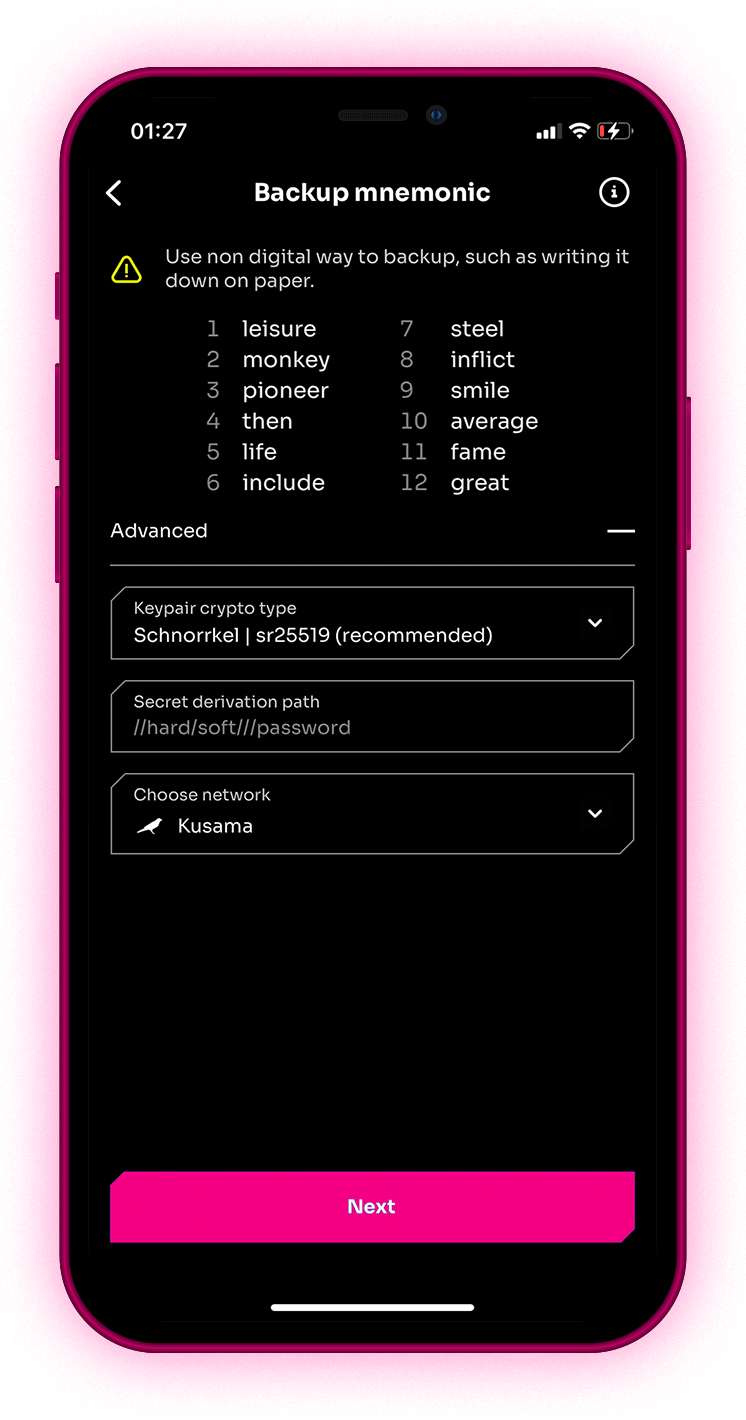 01:27
Backup mnemonic
Use non digital way to backup, such as writing it
down on paper.
1 leisure 7 steel
2 monkey 8 inflict
3 pioneer 9 smile
4 then 10 average
5 life 11 fame
6 include 12 great
Advanced
Keypair crypto type
Schnorrkel | sr25519 (recommended)
Secret derivation path
//hard/soft///password
Choose network
Kusama
Next